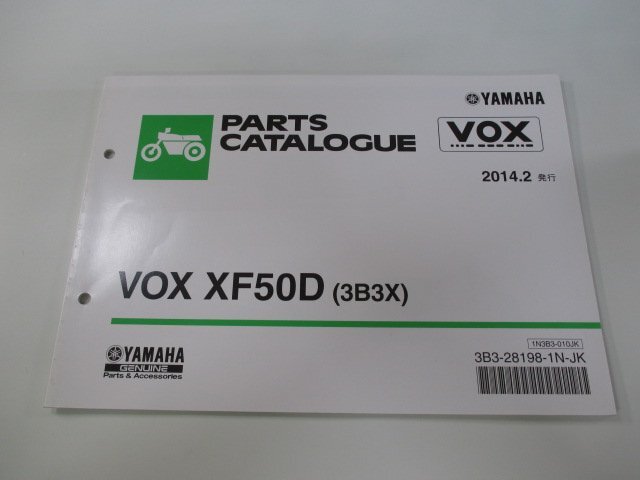 YAMAHA
PARTS
CATALOGUE
VOX
2014.2 発行
VOX XF50D (3B3X)
1N3B3-010JK
YAMAHA
GENUINE
Parts & Accessories
3B3-28198-1N-JK